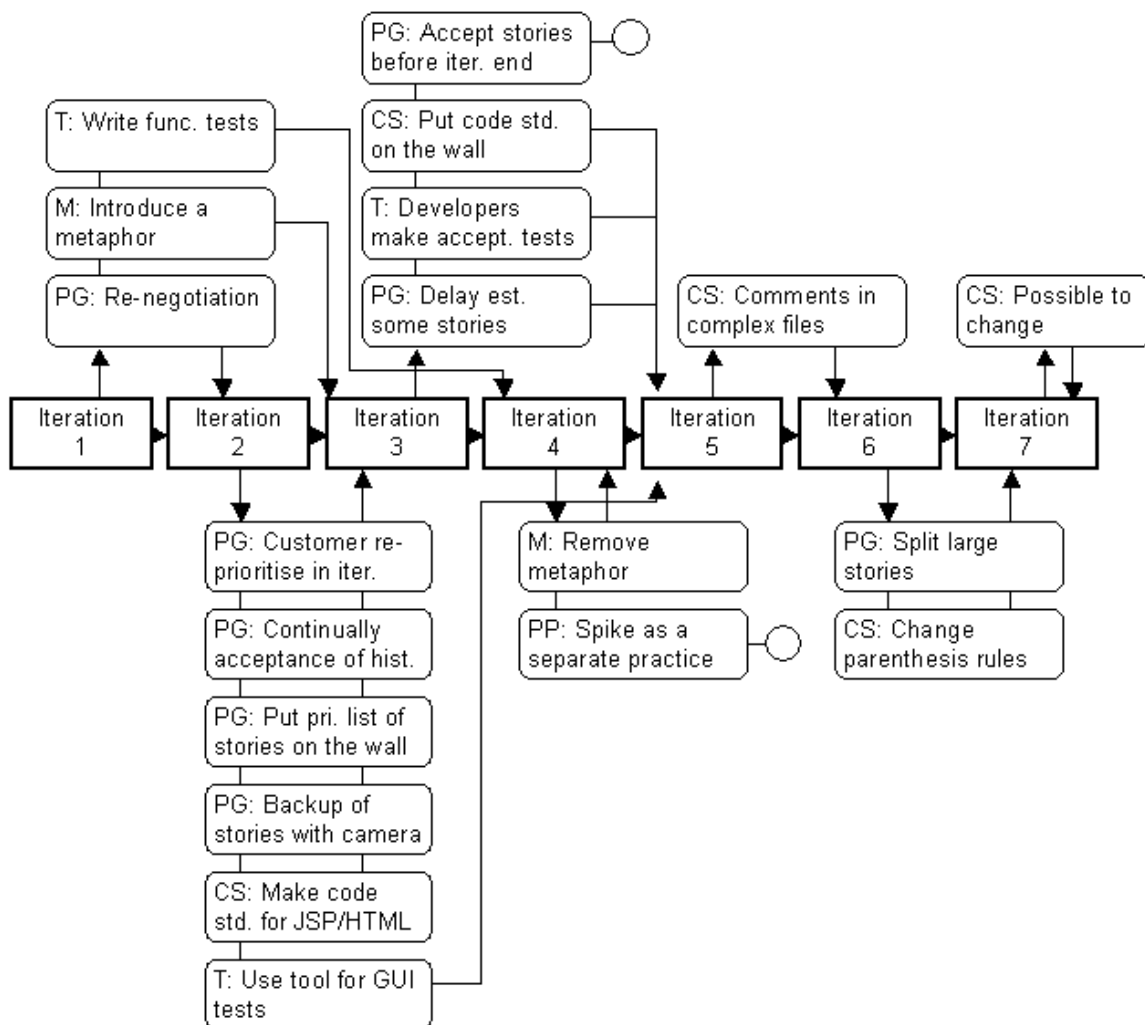 PG: Accept stories
before iter. end
T: Write func. tests
CS: Put code std.
on the wall
M: Introduce a
metaphor
T: Developers
make accept. tests
PG: Re-negotiation
PG: Delay est.
some stories
CS: Comments in
complex files
CS: Possible to
change
Iteration
1
Iteration
2
Iteration
3
Iteration
4
Iteration
5
Iteration
6
Iteration
7
PG: Customer re-
prioritise in iter.
M: Remove
metaphor
PG: Split large
stories
PG: Continually
acceptance of hist.
PP: Spike as a
separate practice
CS: Change
parenthesis rules
PG: Put pri. list of
stories on the wall
PG: Backup of
stories with camera
CS: Make code
std. for JSP/HTML
T: Use tool for GUI
tests